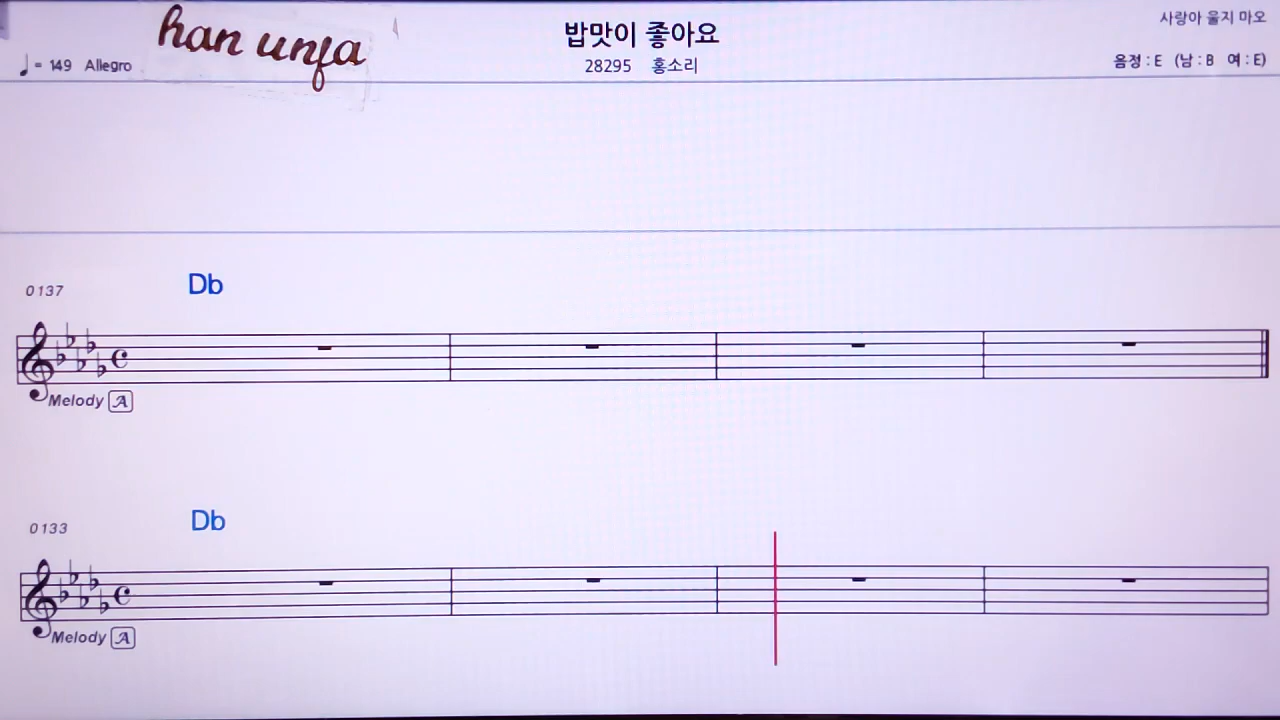 han unfa
밥맛이 좋아요
사랑아 울지 마오
♩= 149 Allegro
28295 홍소리
음정 : E (남 : B 여 : E)
0137
Db
Melody A
0133
Db
Melody A